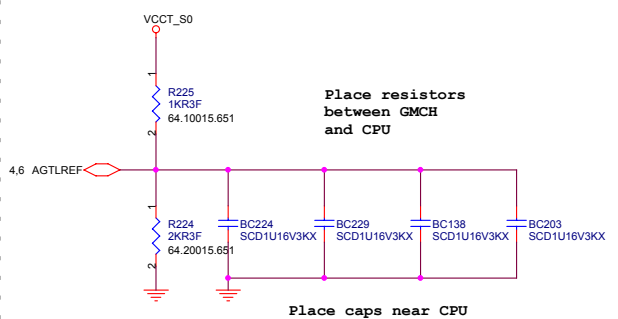 VCCT_S0
1
R225
1KR3F
64.10015.651
2
Place resistors
between GMCH
and CPU
4,6 AGTLREF
1
R224
2KR3F
64.20015.651
2
BC224
SCD1U16V3KX
BC229
SCD1U16V3KX
BC138
SCD1U16V3KX
BC203
SCD1U16V3KX
Place caps near CPU